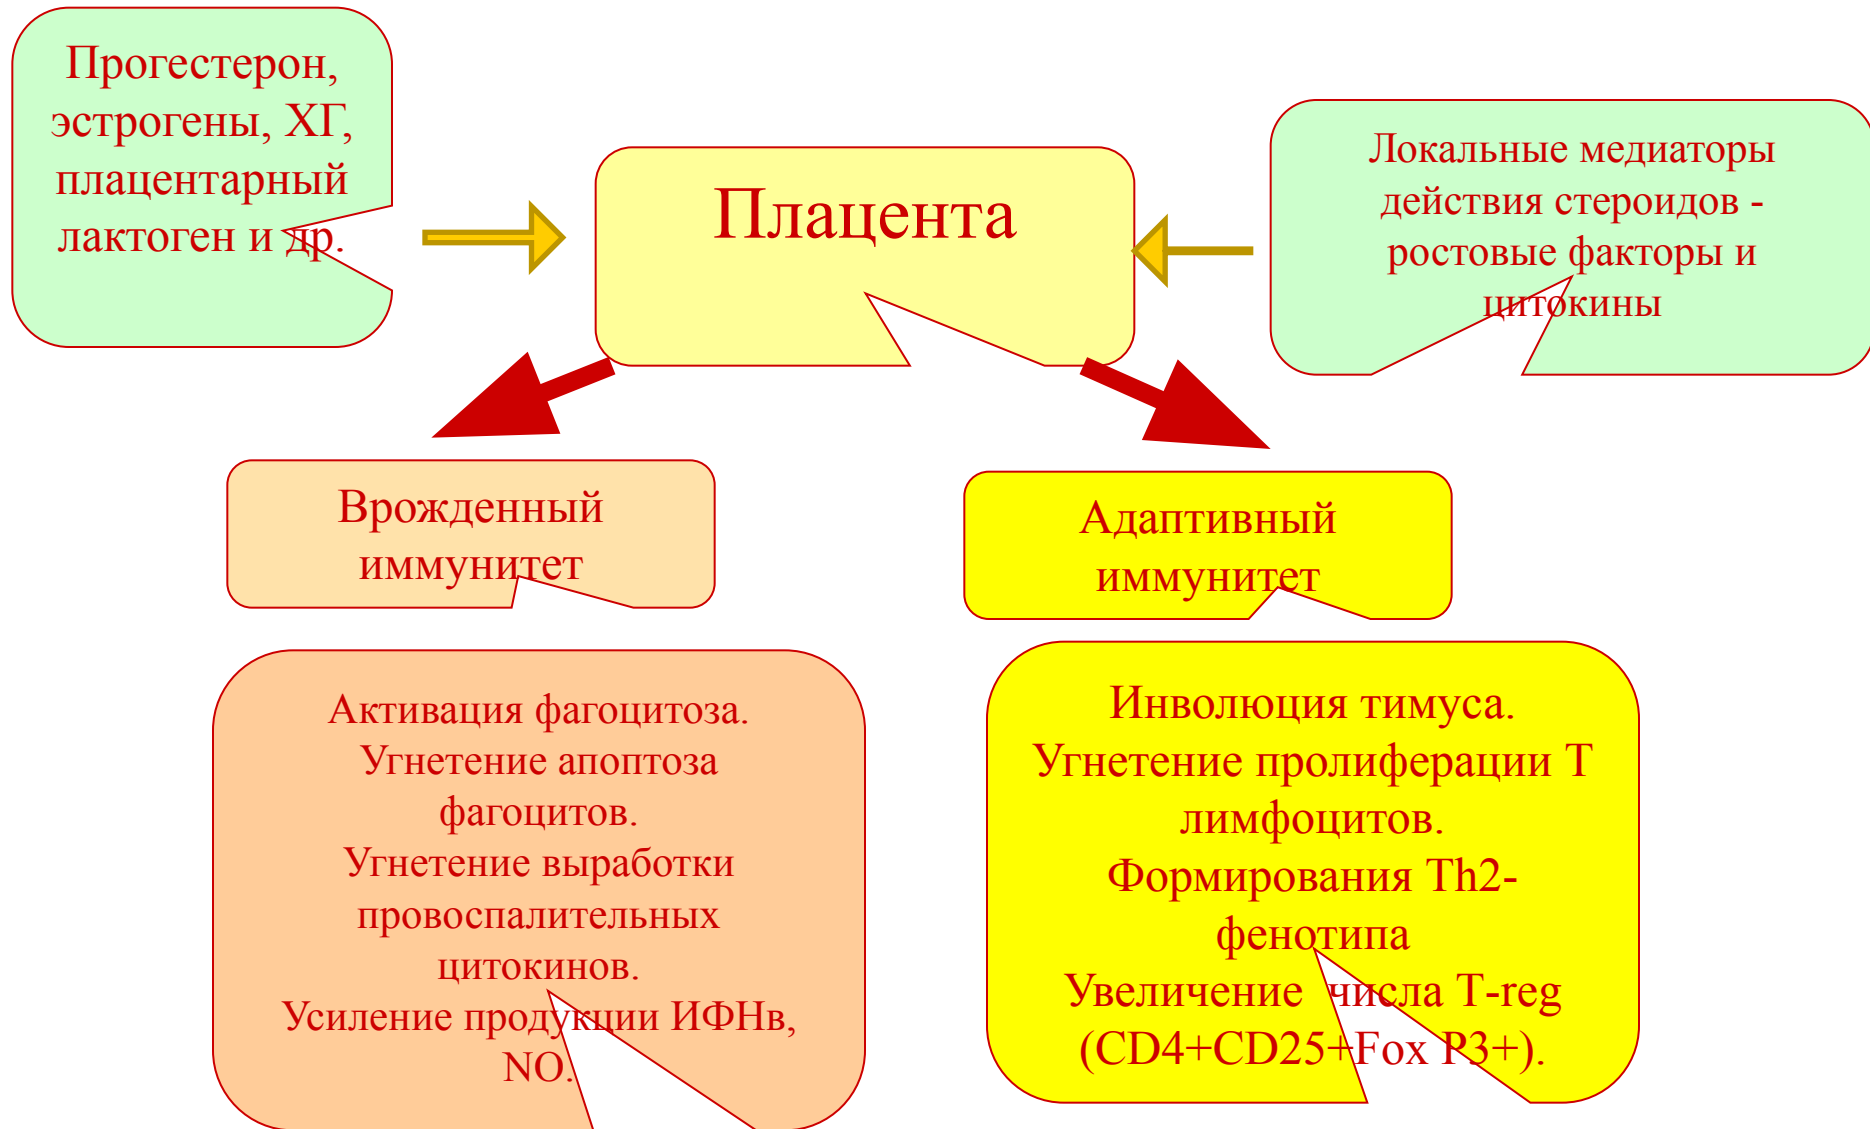 Прогестерон,
эстрогены, ХГ,
плацентарный
лактоген и др.
Плацента
Локальные медиаторы
действия стероидов -
ростовые факторы и
цитокины
Врожденный
иммунитет
Адаптивный
иммунитет
Активация фагоцитоза.
Угнетение апоптоза
фагоцитов.
Угнетение выработки
провоспалительных
цитокинов.
Усиление продукции ИФНв,
NO.
Инволюция тимуса.
Угнетение пролиферации Т
лимфоцитов.
Формирования Th2-
фенотипа
Увеличение числа T-reg
(CD4+CD25+Fox P3+).